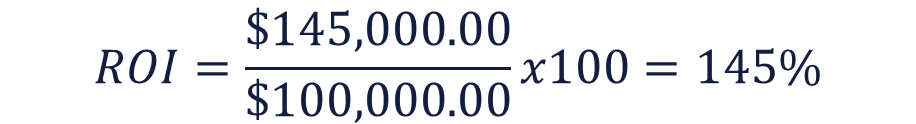 ROI = $145,000.00 / $100,000.00 x100 = 145%